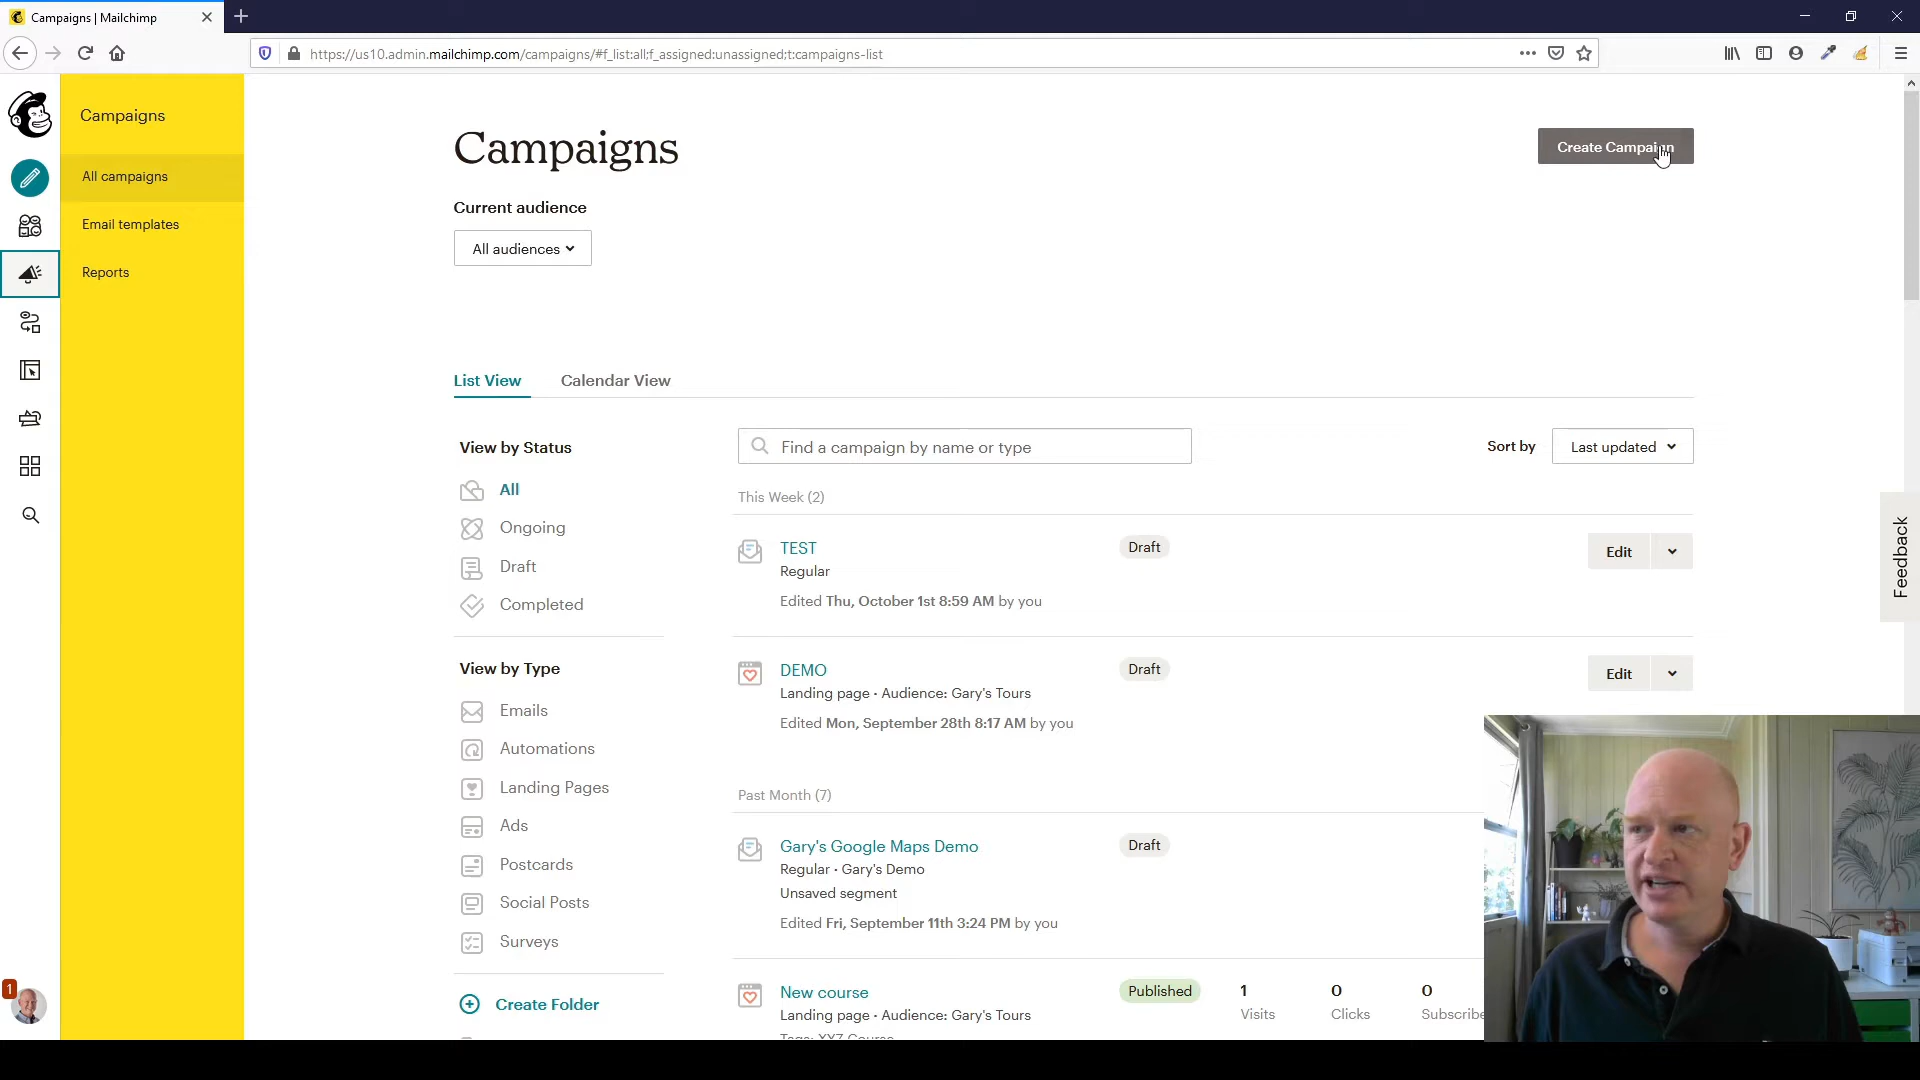 Campaigns | Mailchimp
https://us10.admin.mailchimp.com/campaigns/#f_list:all;f_assigned:unassigned;t:campaigns-list
Campaigns
All campaigns
Email templates
Reports
1
Campaigns
Create Campaign
Current audience
All audiences
List View
Calendar View
View by Status
All
Ongoing
Draft
Completed
View by Type
Emails
Automations
Landing Pages
Ads
Postcards
Social Posts
Surveys
Create Folder
Find a campaign by name or type
Sort by
Last updated
This Week (2)
TEST
Draft
Edit
Regular
Edited Thu, October 1st 8:59 AM by you
DEMO
Draft
Edit
Landing page • Audience: Gary's Tours
Edited Mon, September 28th 8:17 AM by you
Past Month (7)
Gary's Google Maps Demo
Draft
Regular • Gary's Demo
Unsaved segment
Edited Fri, September 11th 3:24 PM by you
New course
Published
1
0
0
Visits
Clicks
Subscribe
Landing page • Audience: Gary's Tours
Feedback